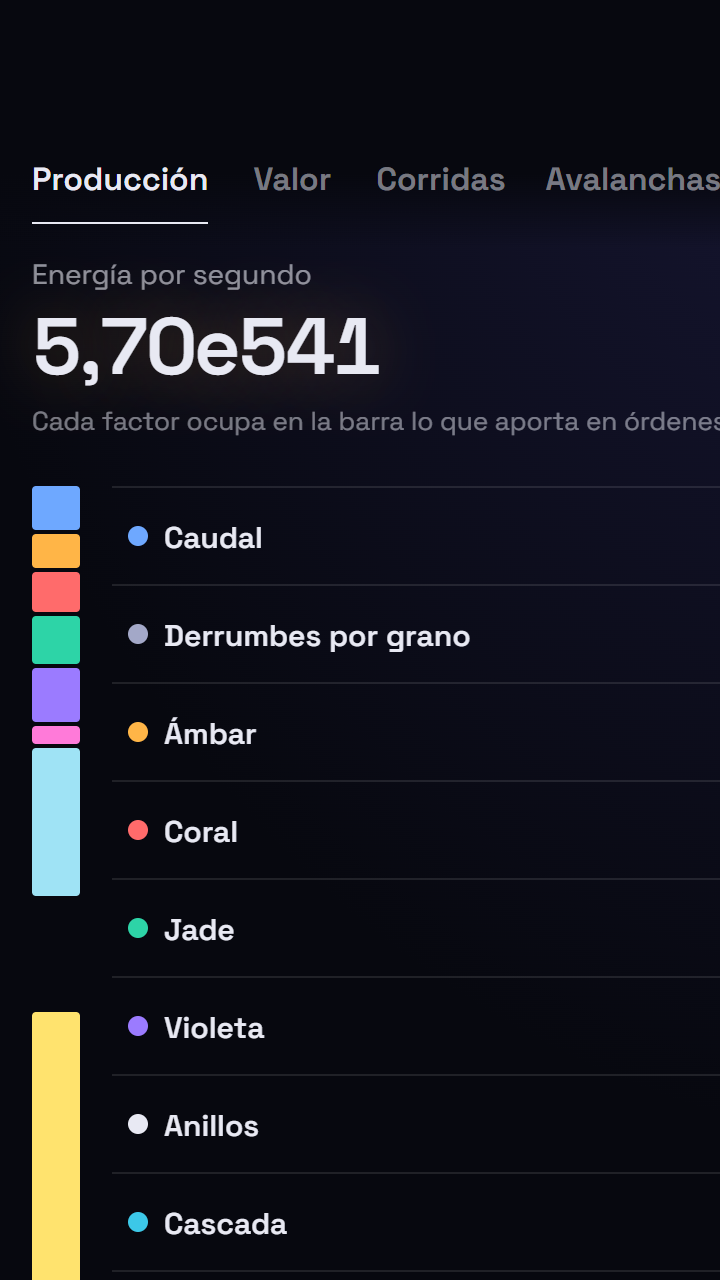 Producción Valor Corridas Avalanchas
Energía por segundo
5,70e541
Cada factor ocupa en la barra lo que aporta en órdenes
Caudal
Derrumbes por grano
Ámbar
Coral
Jade
Violeta
Anillos
Cascada